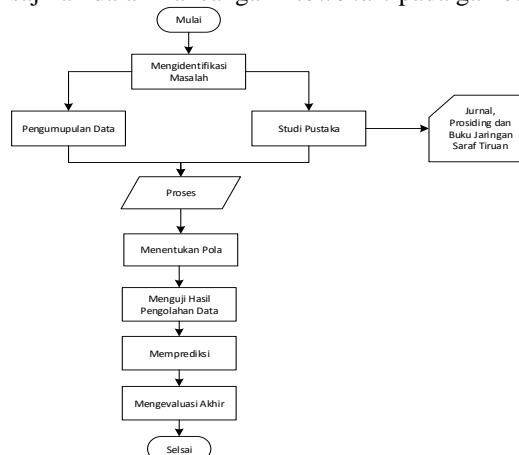 Mulai
Mengidentifikasi
Masalah
Pengumupulan Data
Studi Pustaka
Jurnal,
Prosiding dan
Buku Jaringan
Saraf Tiruan
Proses
Menentukan Pola
Menguji Hasil
Pengolahan Data
Memprediksi
Mengevaluasi Akhir
Selsai